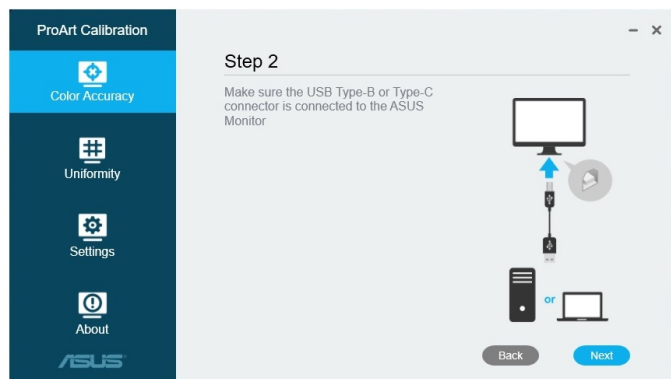 ProArt Calibration
Color Accuracy
Uniformity
Settings
About
ASUS
Step 2
Make sure the USB Type-B or Type-C
connector is connected to the ASUS
Monitor
or
Back
Next